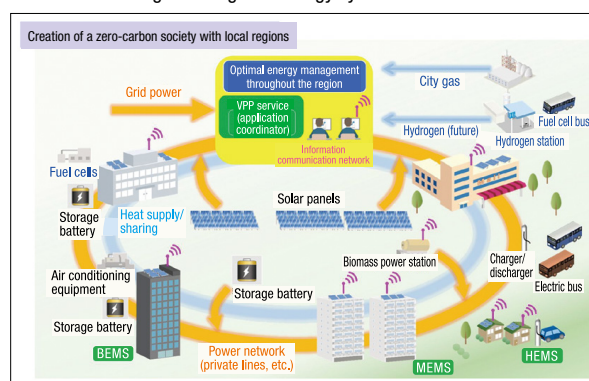 Creation of a zero-carbon society with local regions
Optimal energy management
throughout the region
City gas
Grid power
VPP service
(application
coordinator)
Information
communication network
Hydrogen (future)
Fuel cell bus
Hydrogen station
Fuel cells
Storage
battery
Heat supply/
sharing
Solar panels
Air conditioning
equipment
Storage
battery
Biomass power station
Charger/
discharger
Electric bus
Storage battery
BEMS
Power network
(private lines, etc.)
MEMS
HEMS